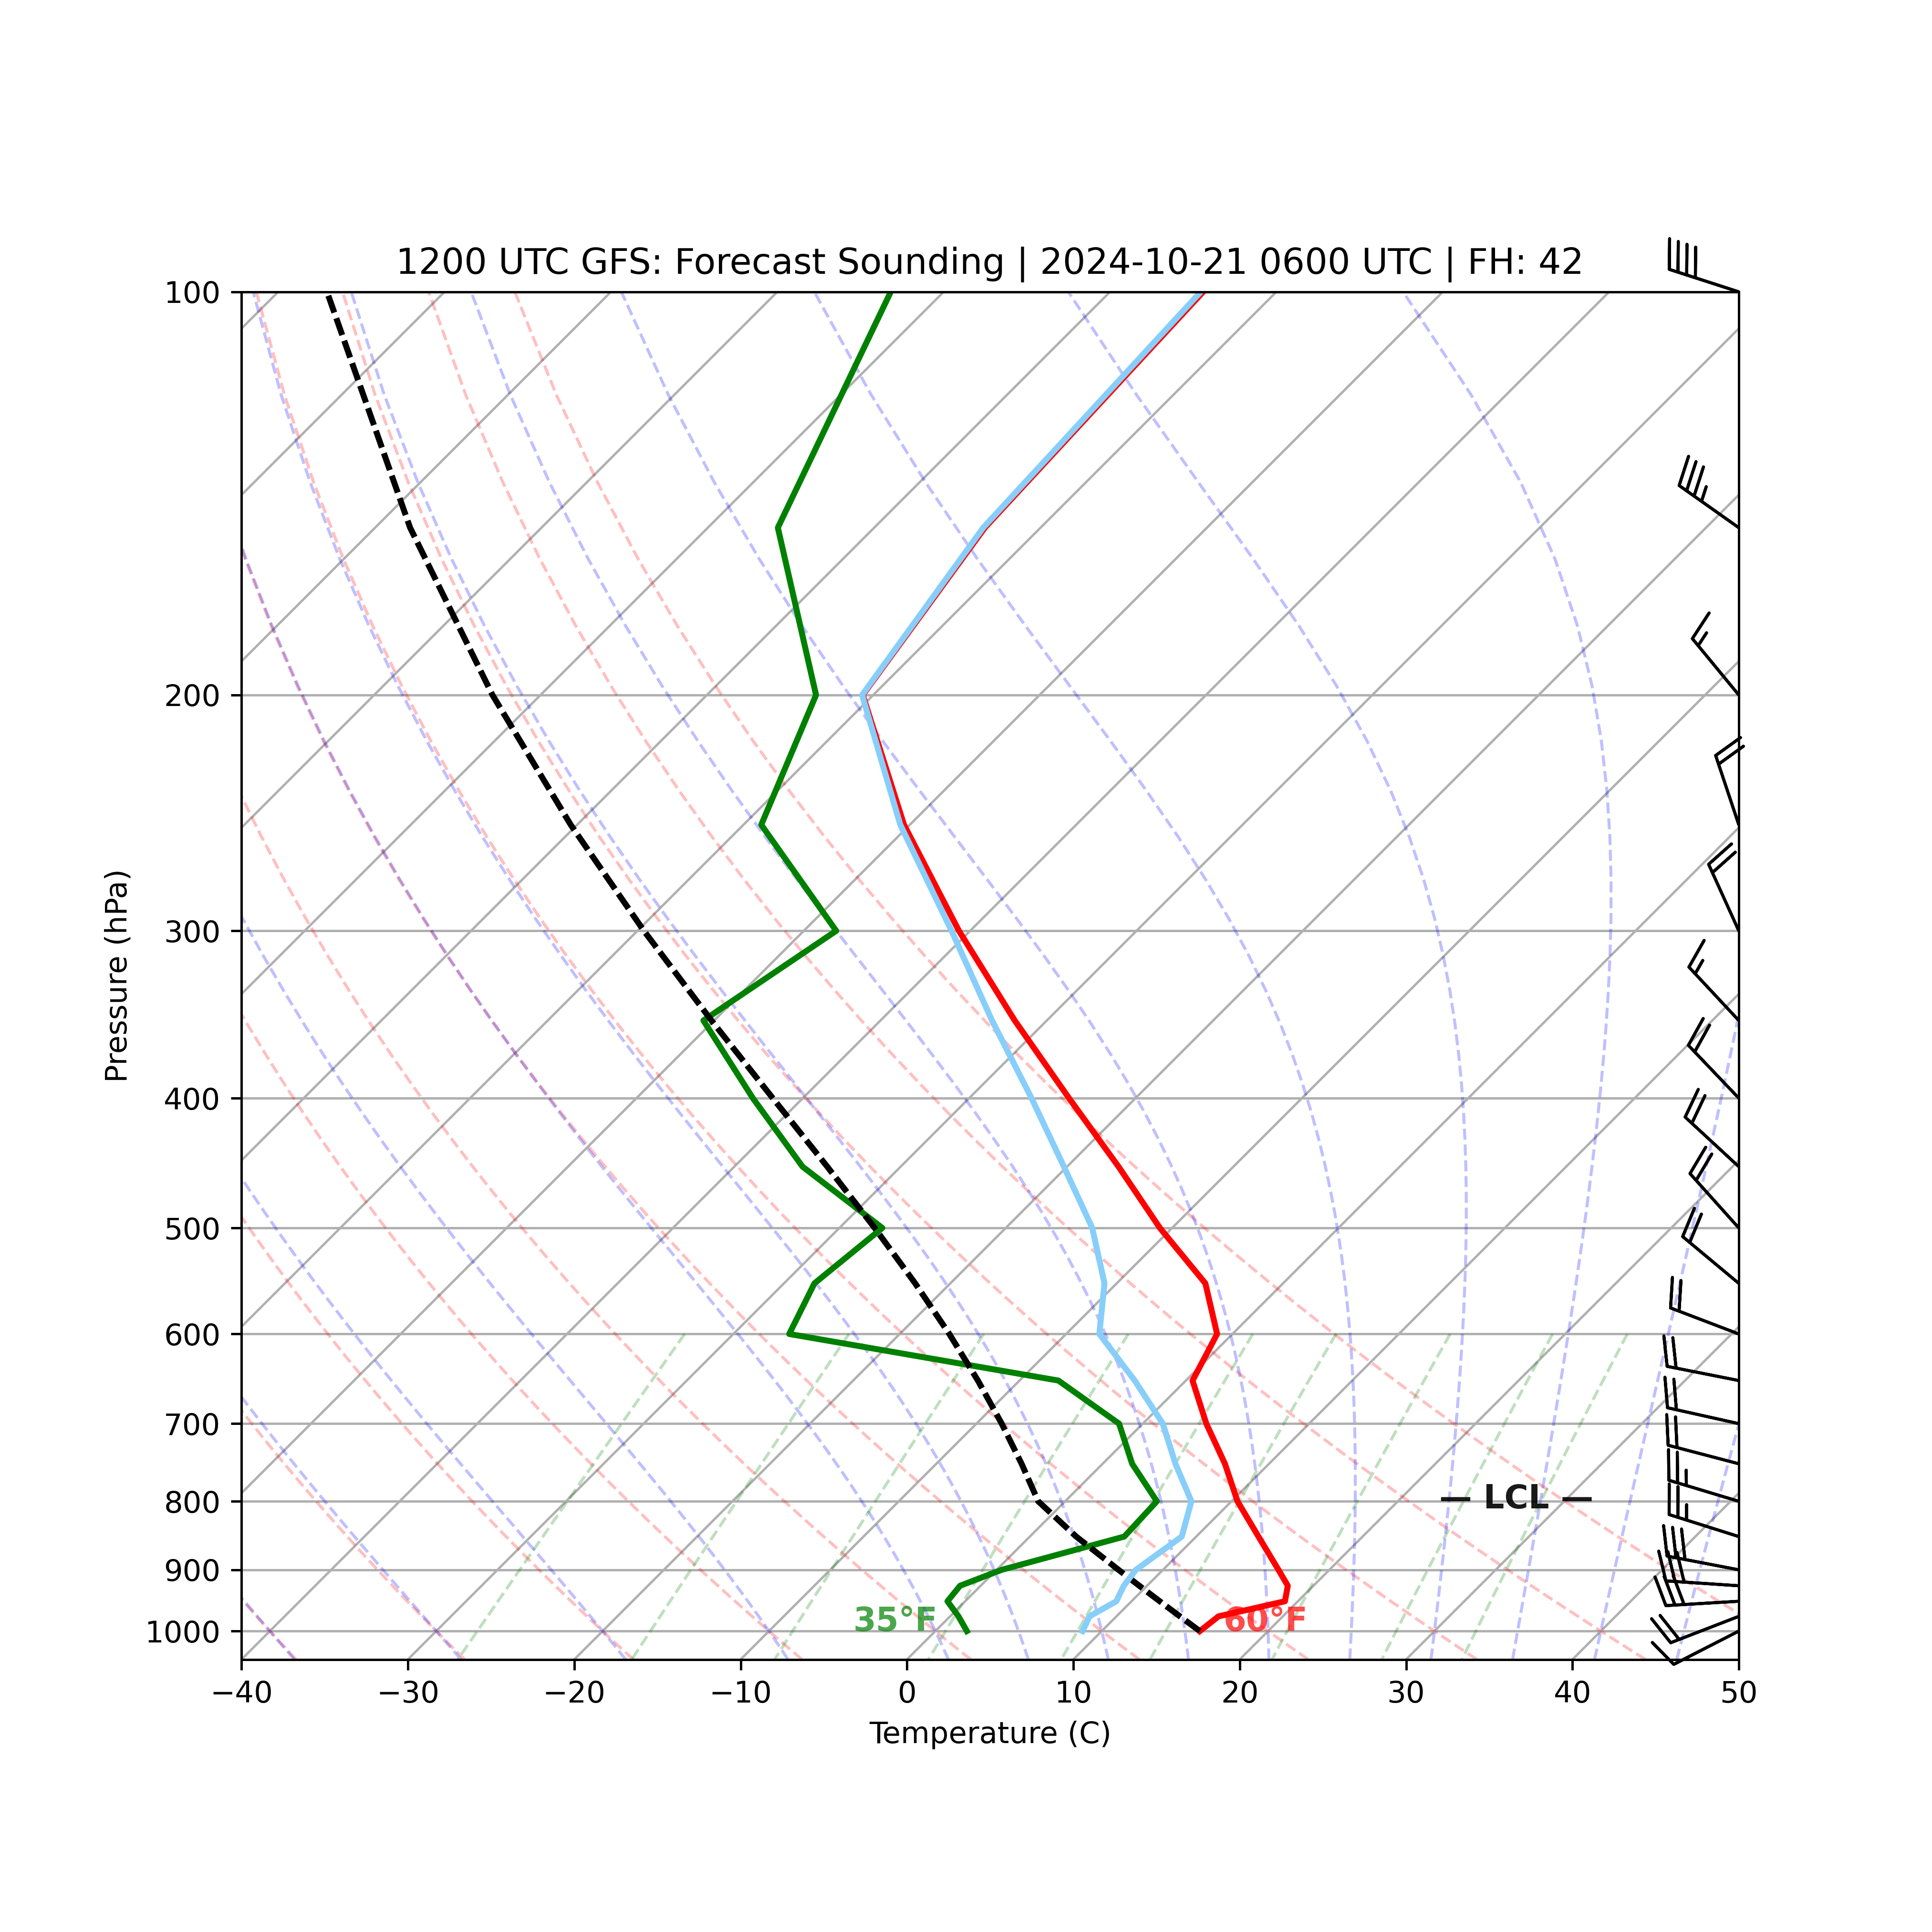 1200 UTC GFS: Forecast Sounding | 2024-10-21 0600 UTC | FH: 42
100
200
300
400
500
600
700
800
900
1000
Pressure (hPa)
— LCL —
35°F
60°F
−40 −30 −20 −10 0 10 20 30 40 50
Temperature (C)